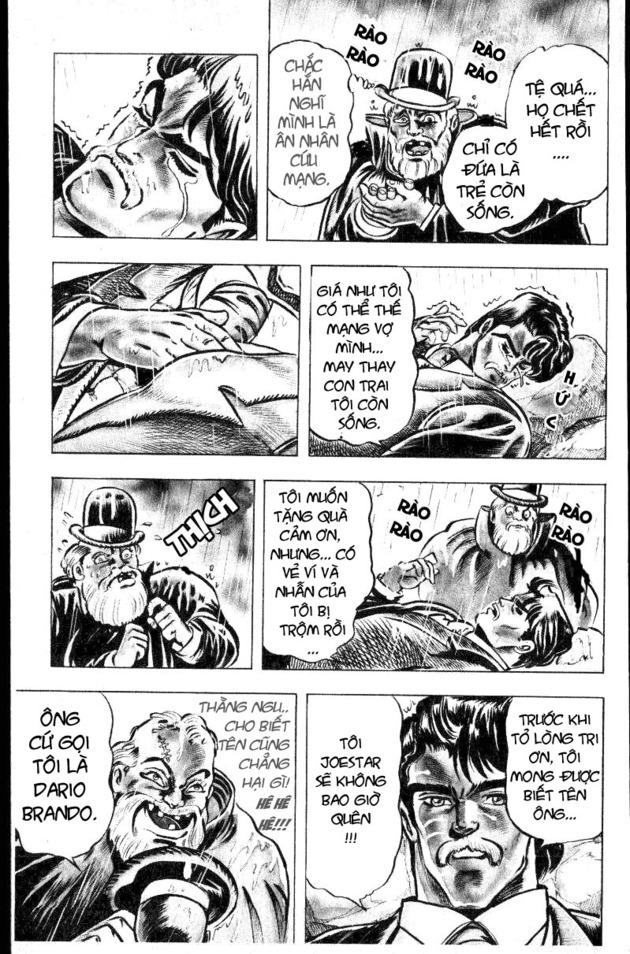 RÀO
RÀO
TỆ QUÁ...
HỌ CHẾT
HẾT RỒI
....
CHỈ CÓ
ĐỨA LÀ
TRẺ CÒN
SỐNG.
RÀO
RÀO
CHẮC
HẮN
NGHĨ
MÌNH LÀ
ÂN NHÂN
CỨU
MẠNG.
GIÁ NHƯ TÔI
CÓ THỂ THẾ
MẠNG VỢ
MÌNH...
MAY THAY
CON TRAI
TÔI CÒN
SỐNG.
HỨC
RÀO
RÀO
RÀO
RÀO
TÔI MUỐN
TẶNG QUÀ
CẢM ƠN,
NHƯNG... CÓ
VẺ VÍ VÀ
NHẪN CỦA
TÔI BỊ
TRỘM RỒI
...
THỊCH
TRƯỚC KHI
TỎ LÒNG TRI
ƠN, TÔI
MONG ĐƯỢC
BIẾT TÊN
ÔNG...
TÔI
JOESTAR
SẼ KHÔNG
BAO GIỜ
QUÊN
!!!
THẰNG NGU..
CHO BIẾT
TÊN CŨNG
CHẲNG
HẠI GÌ!
HÊ HÊ
HÊ!!!
ÔNG
CỨ GỌI
TÔI LÀ
DARIO
BRANDO.